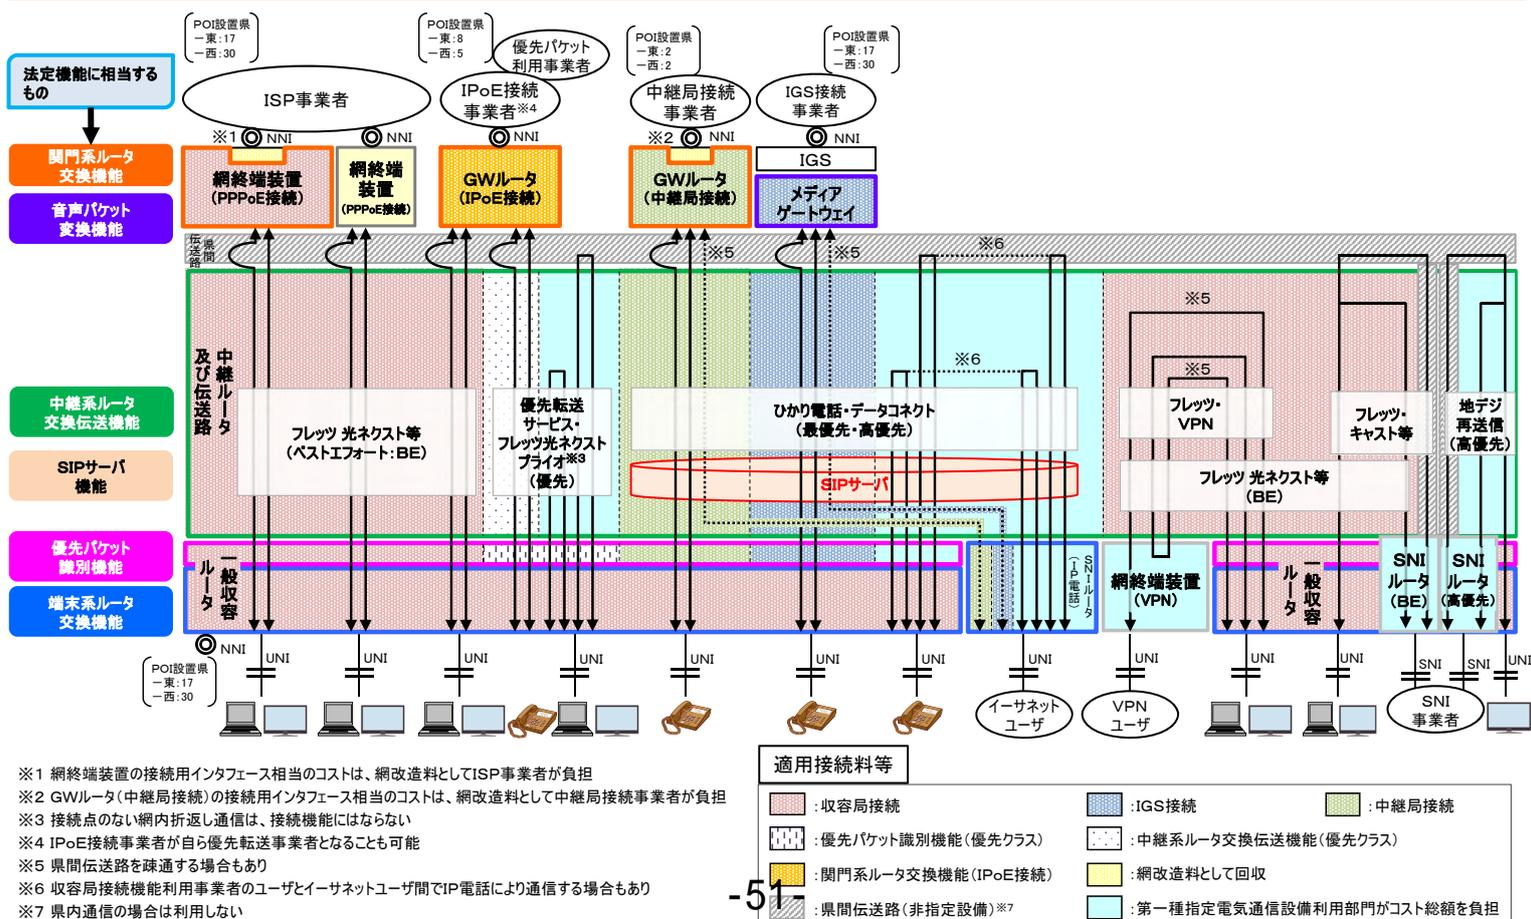 POI設置県
－東:17
－西:30
POI設置県
－東:8
－西:5
優先パケット
利用事業者
POI設置県
－東:2
－西:2
POI設置県
－東:17
－西:30
法定機能に相当する
もの
ISP事業者
IPoE接続
事業者※4
中継局接続
事業者
IGS接続
事業者
※1
NNI
NNI
NNI
※2
NNI
NNI
関門系ルータ
交換機能
網終端装置
(PPPoE接続)
網終端
装置
(PPPoE接続)
GWルータ
(IPoE接続)
GWルータ
(中継局接続)
IGS
メディア
ゲートウェイ
音声パケット
変換機能
県間
伝送路
※5
※5
※6
中継ルータ
及び伝送路
※5
※6
※5
中継系ルータ
交換伝送機能
フレッツ 光ネクスト等
(ベストエフォート:BE)
優先転送
サービス・
フレッツ光ネクスト
プライオ※3
(優先)
ひかり電話・データコネクト
(最優先・高優先)
フレッツ・
VPN
フレッツ・
キャスト等
地デジ
再送信
(高優先)
SIPサーバ
機能
SIPサーバ
フレッツ 光ネクスト等
(BE)
優先パケット
識別機能
端末系ルータ
交換機能
一般収容
ルータ
SNIルータ
(IP電話)
網終端装置
(VPN)
一般収容
ルータ
SNI
ルータ
(BE)
SNI
ルータ
(高優先)
NNI
POI設置県
－東:17
－西:30
UNI
UNI
UNI
UNI
UNI
UNI
UNI
UNI
UNI
UNI
UNI
SNI
SNI
UNI
イーサネット
ユーザ
VPN
ユーザ
SNI
事業者
※1 網終端装置の接続用インタフェース相当のコストは、網改造料としてISP事業者が負担
※2 GWルータ(中継局接続)の接続用インタフェース相当のコストは、網改造料として中継局接続事業者が負担
※3 接続点のない網内折返し通信は、接続機能にはならない
※4 IPoE接続事業者が自ら優先転送事業者となることも可能
※5 県間伝送路を疎通する場合もあり
※6 収容局接続機能利用事業者のユーザとイーサネットユーザ間でIP電話により通信する場合もあり
※7 県内通信の場合は利用しない
適用接続料等
:収容局接続
:IGS接続
:中継局接続
:優先パケット識別機能(優先クラス)
:中継系ルータ交換伝送機能(優先クラス)
:関門系ルータ交換機能(IPoE接続)
:網改造料として回収
:県間伝送路(非指定設備)※7
:第一種指定電気通信設備利用部門がコスト総額を負担
-51-